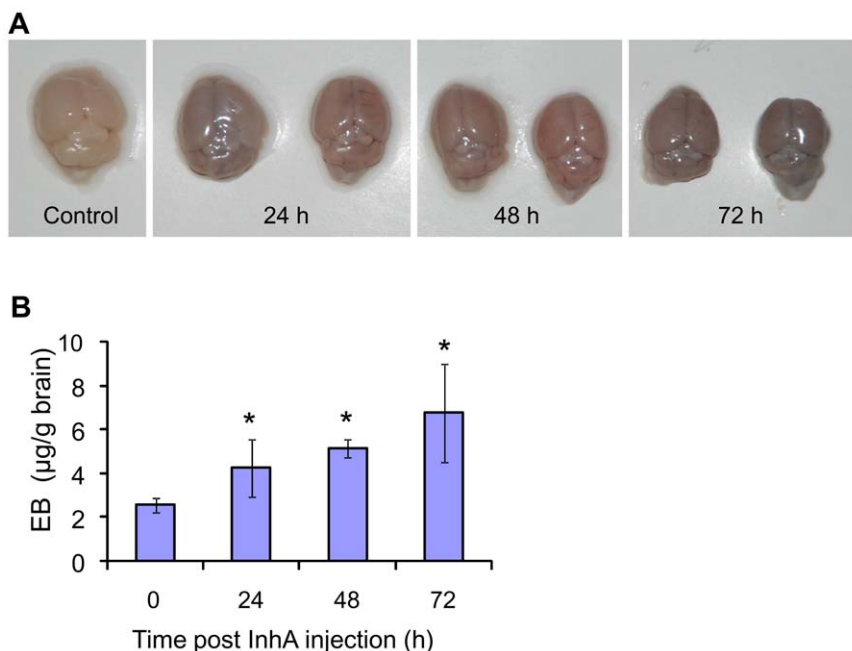 A
Control 24 h 48 h 72 h
B
10
8
6
4
2
0
EB (µg/g brain)
* * *
0 24 48 72
Time post InhA injection (h)